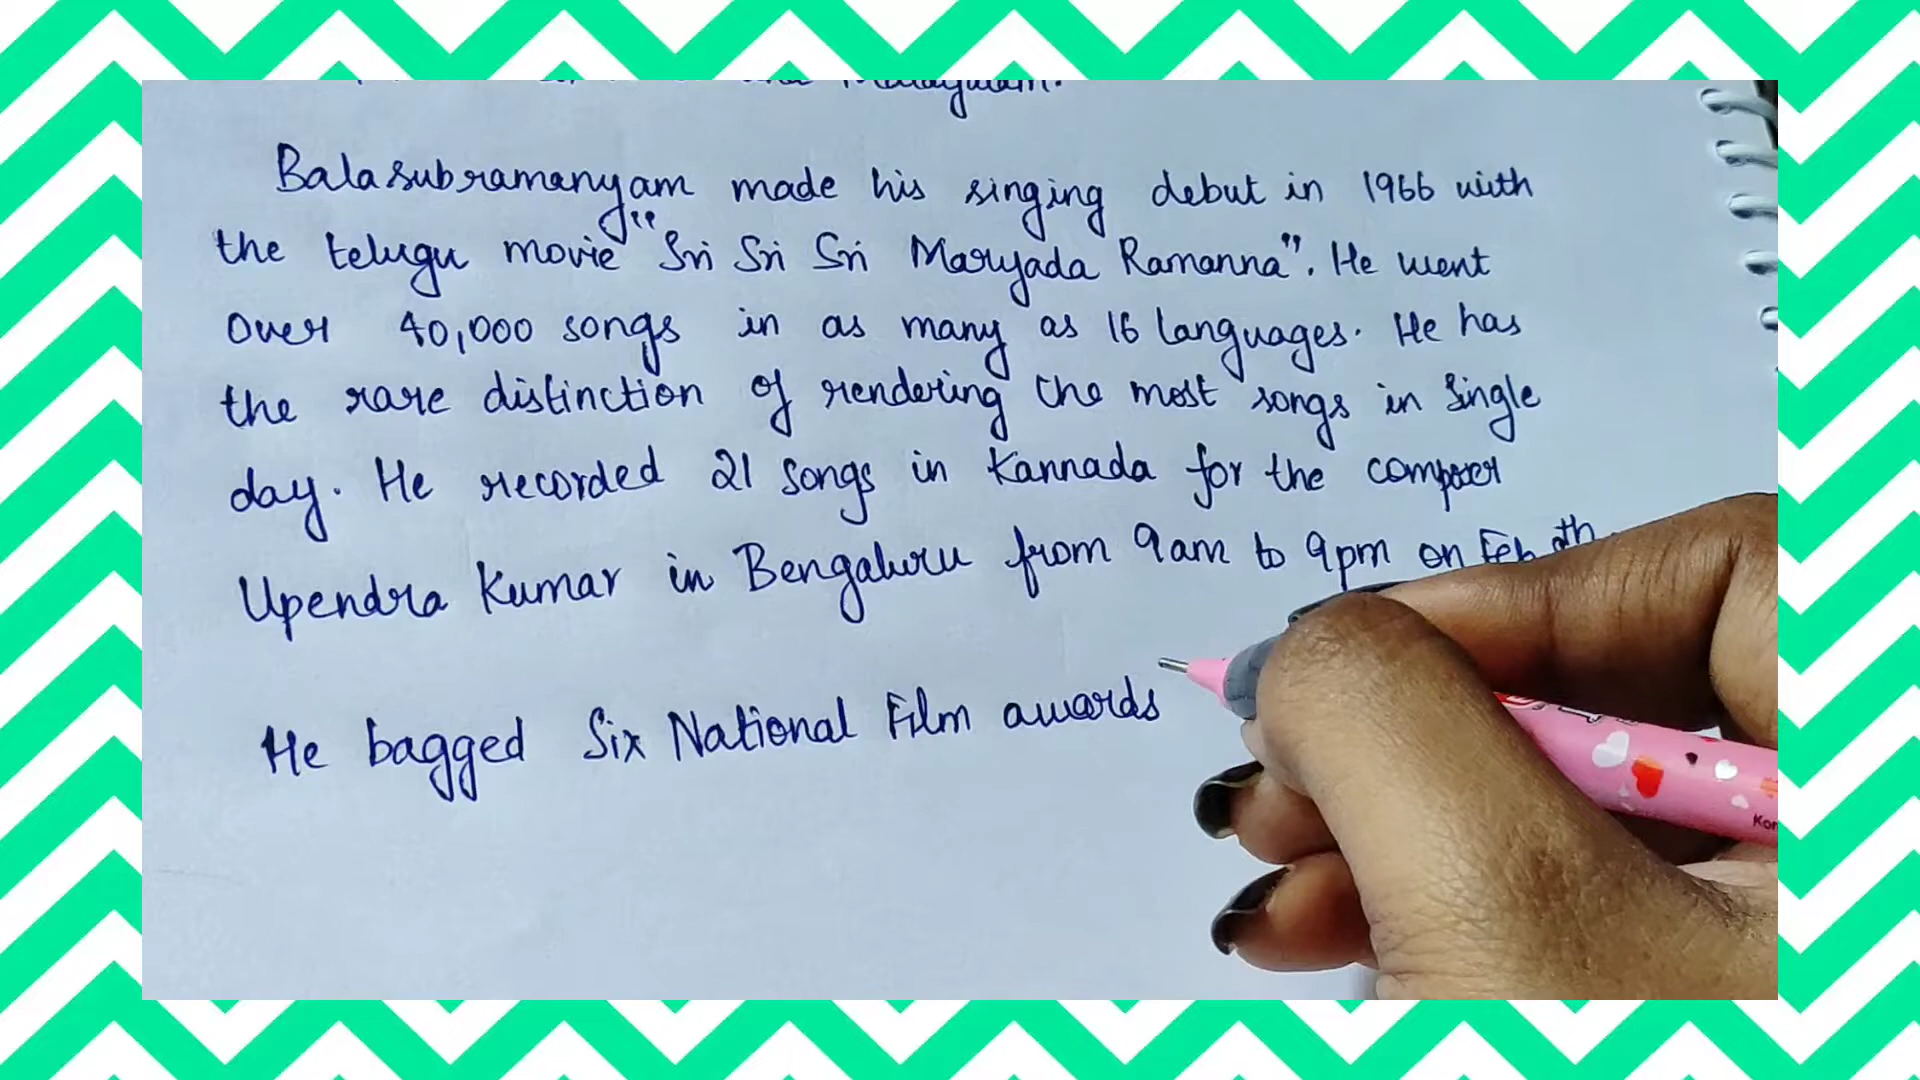 Malayalam.
Balasubramanyam made his singing debut in 1966 with
the telugu movie "Sri Sri Sri Maryada Ramanna". He went
over 40,000 songs in as many as 16 languages. He has
the rare distinction of rendering the most songs in single
day. He recorded 21 songs in Kannada for the
Upendra Kumar in Bengaluru from 9am to 9pm on Feb
He bagged Six National Film awards